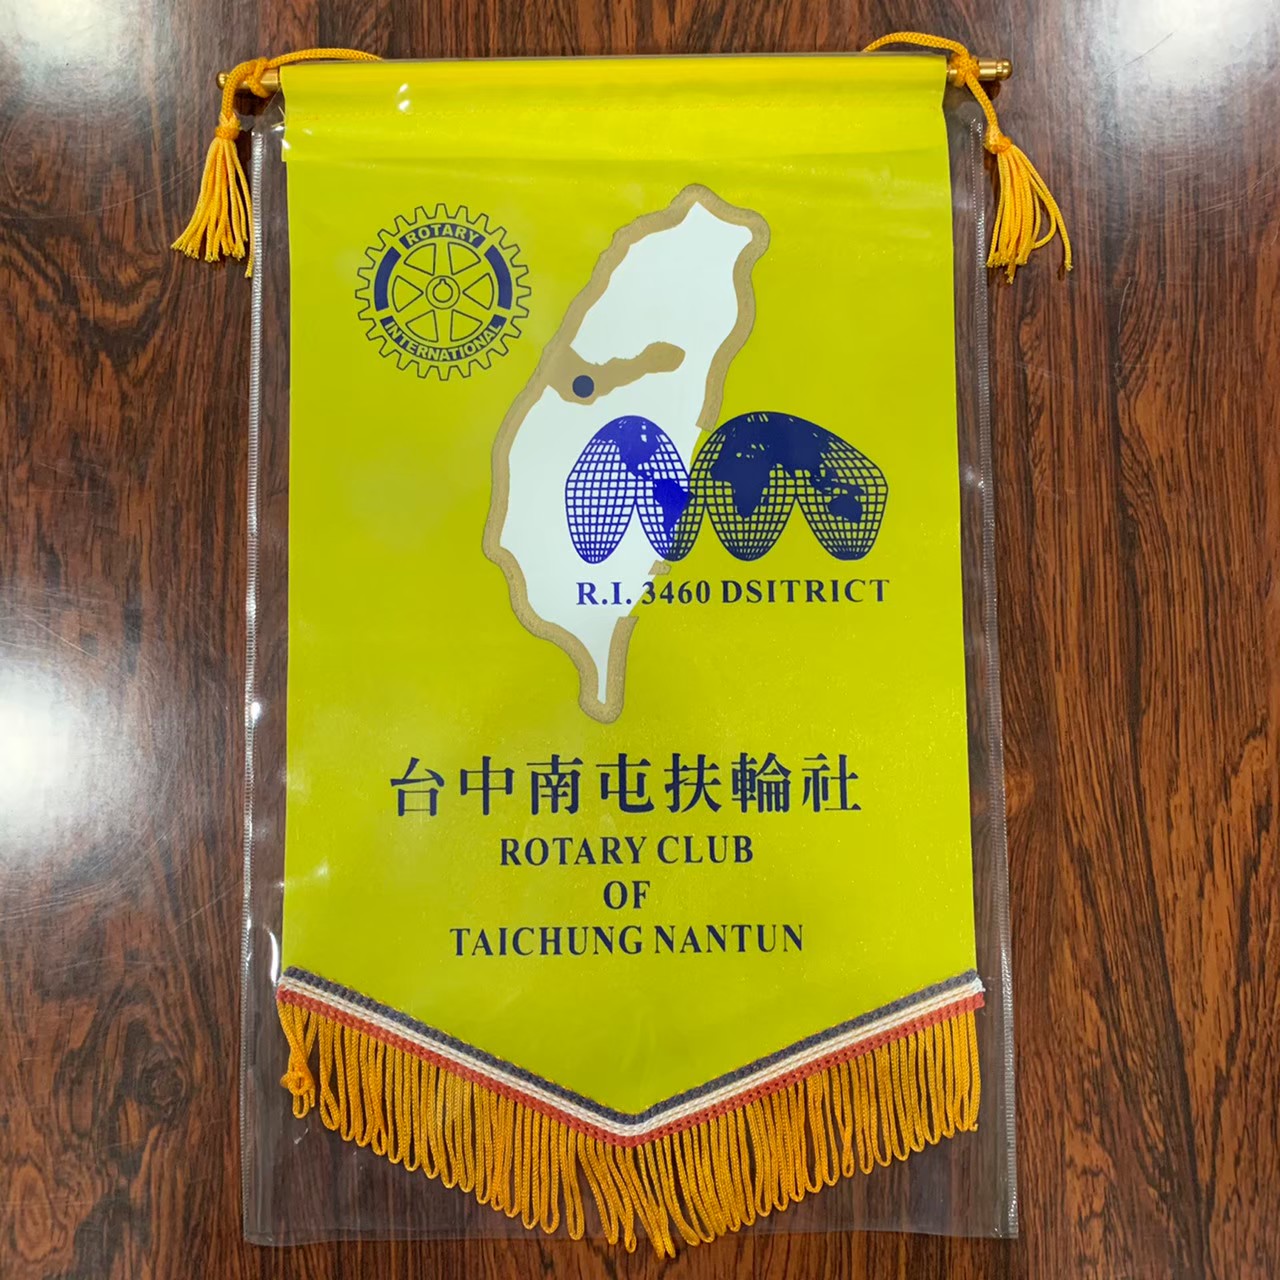 ROTARY
INTERNATIONAL
R.I. 3460 DSITRICT
台中南屯扶輪社
ROTARY CLUB
OF
TAICHUNG NANTUN